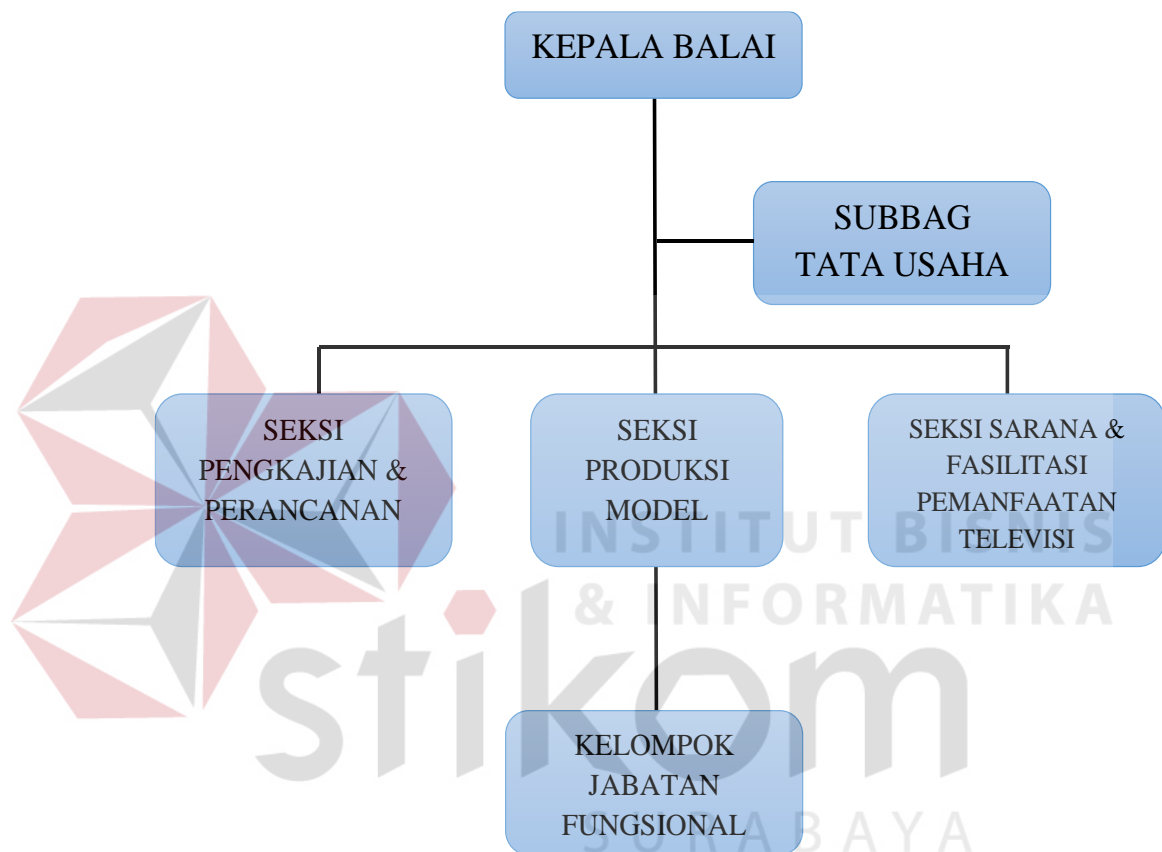 KEPALA BALAI
SUBBAG
TATA USAHA
SEKSI
PENGKAJIAN &
PERANCANAN
SEKSI
PRODUKSI
MODEL
SEKSI SARANA &
FASILITASI
PEMANFAATAN
TELEVISI
KELOMPOK
JABATAN
FUNGSIONAL
INSTITUT BISNIS
& INFORMATIKA
stikom
SURABAYA